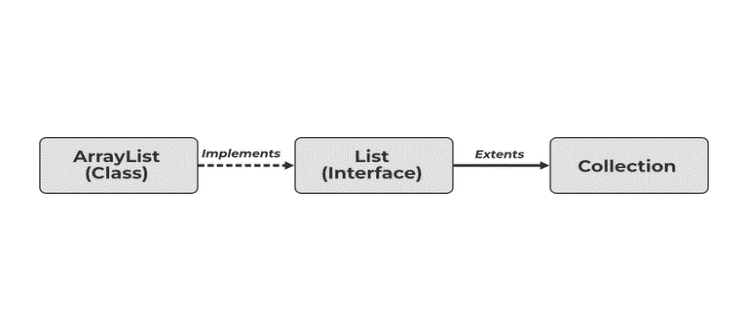 ArrayList
(Class)
Implements
List
(Interface)
Extents
Collection